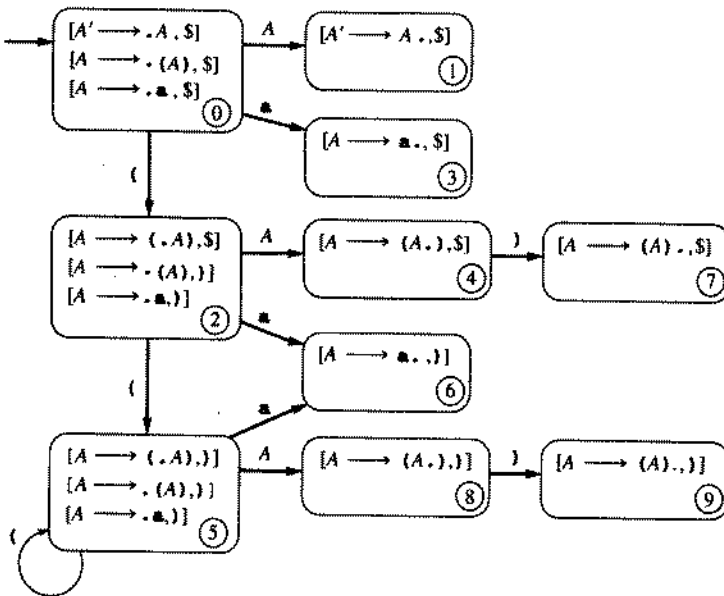 [A' ⟶ .A,$]
[A ⟶ .(A),$]
[A ⟶ .a,$]
0
A
[A' ⟶ A.,$]
1
a
[A ⟶ a.,$]
3
(
[A ⟶ (.A),$]
[A ⟶ .(A),)]
[A ⟶ .a,)]
2
A
[A ⟶ (A.),$]
4
)
[A ⟶ (A).,$]
7
a
[A ⟶ a.,)]
6
(
a
[A ⟶ (.A),)]
[A ⟶ .(A),)]
[A ⟶ .a,)]
5
A
[A ⟶ (A.),)]
8
)
[A ⟶ (A).,)]
9
(